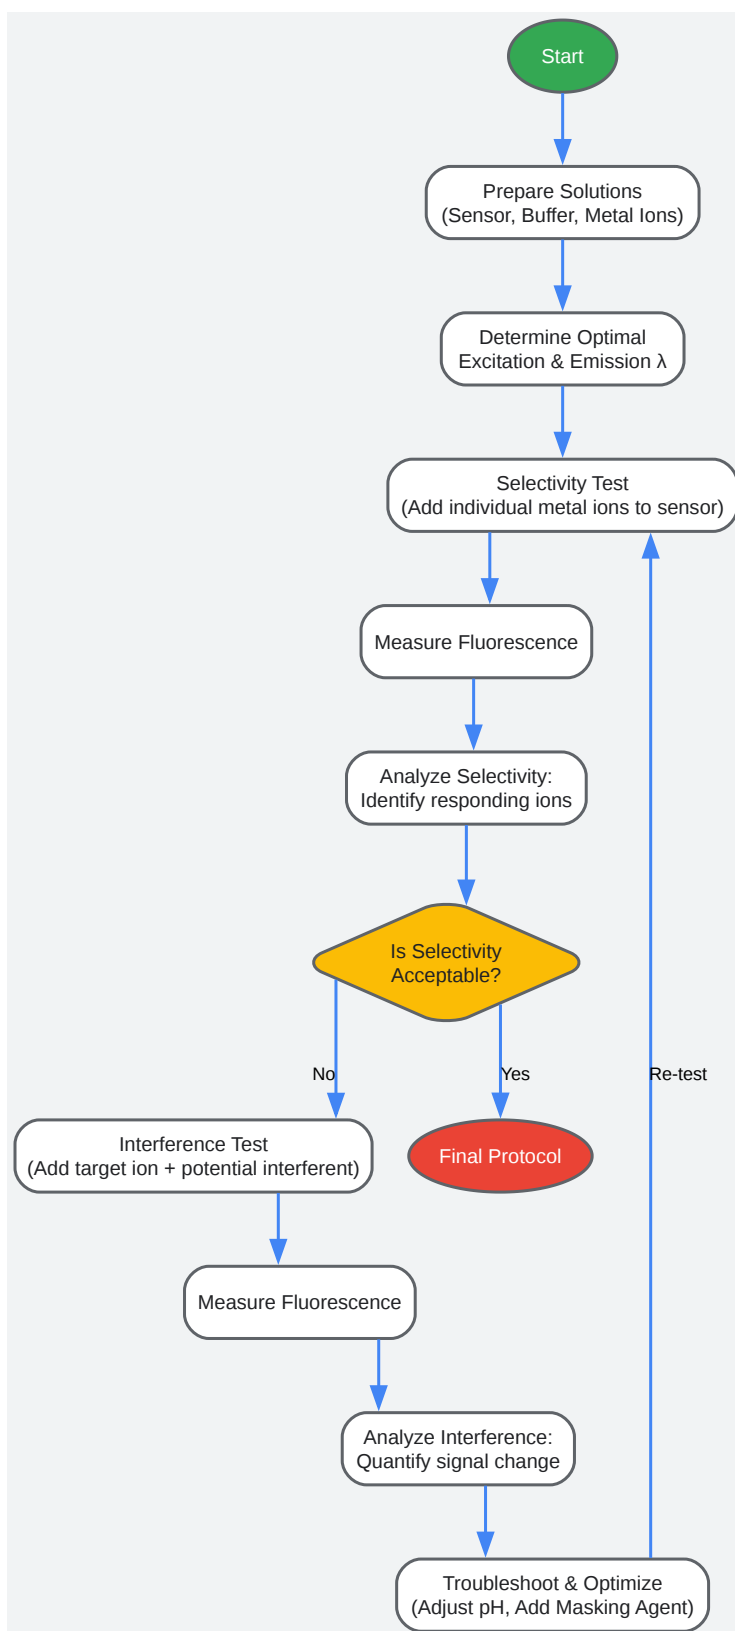 Start
Prepare Solutions
(Sensor, Buffer, Metal Ions)
Determine Optimal
Excitation & Emission λ
Selectivity Test
(Add individual metal ions to sensor)
Measure Fluorescence
Analyze Selectivity:
Identify responding ions
Is Selectivity
Acceptable?
No
Yes
Re-test
Interference Test
(Add target ion + potential interferent)
Final Protocol
Measure Fluorescence
Analyze Interference:
Quantify signal change
Troubleshoot & Optimize
(Adjust pH, Add Masking Agent)